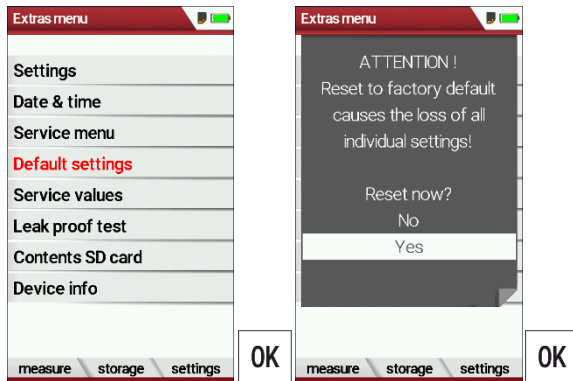 Extras menu
Settings
Date & time
Service menu
Default settings
Service values
Leak proof test
Contents SD card
Device info
measure storage settings
OK
Extras menu
ATTENTION !
Reset to factory default
causes the loss of all
individual settings!
Reset now?
No
Yes
measure storage settings
OK